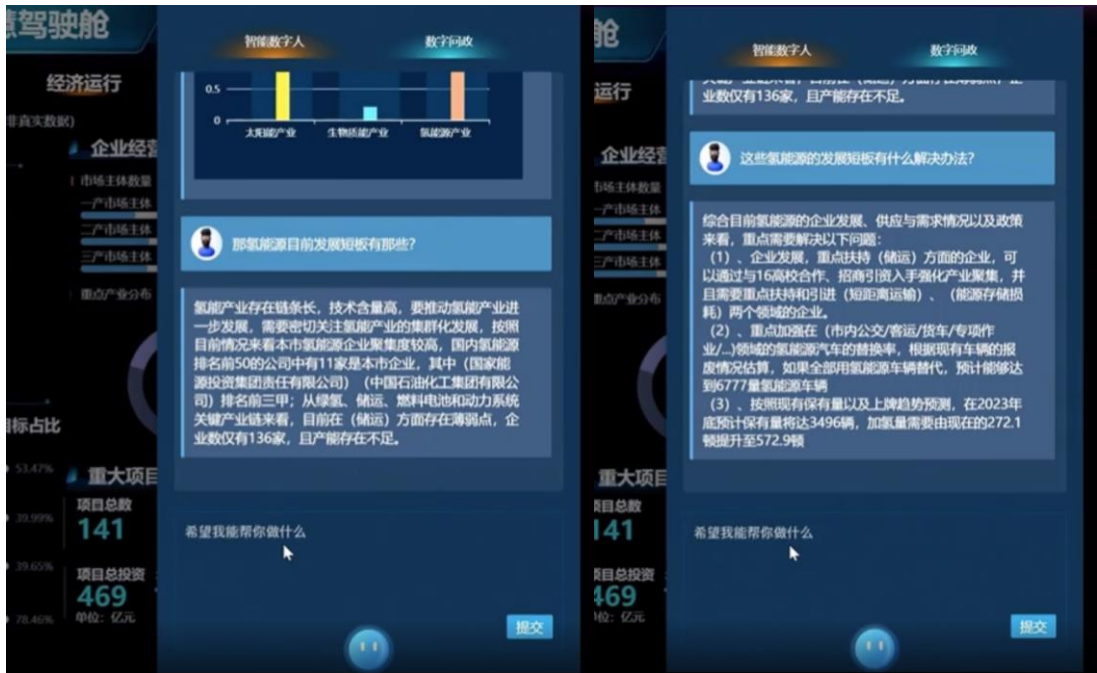 慧驾驶舱
智能数字人
数字问政
经济运行
0.5
0
太阳能产业
生物质能产业
氢能源产业
非真实数据)
企业经营
市场主体数量
一产市场主体
二产市场主体
三产市场主体
重点产业分布
那氢能源目前发展短板有那些?
氢能产业存在链条长，技术含量高，要推动氢能产业进
一步发展，需要密切关注氢能产业的集群化发展，按照
目前情况来看本市氢能源企业聚集度较高，国内氢能源
排名前50的公司中有11家是本市企业，其中（国家能
源投资集团责任有限公司）（中国石油化工集团有限公
司）排名前三甲；从绿氢、储运、燃料电池和动力系统
关键产业链来看，目前在（储运）方面存在薄弱点，企
业数仅有136家，且产能存在不足。
目标占比
53.47%
39.99%
39.65%
78.46%
重大项目
项目总数
141
项目总投资
469
单位：亿元
希望我能帮你做什么
提交
舱
智能数字人
数字问政
运行
业数仅有136家，且产能存在不足。
企业经营
市场主体数量
一产市场主体
二产市场主体
三产市场主体
重点产业分布
这些氢能源的发展短板有什么解决办法?
综合目前氢能源的企业发展、供应与需求情况以及政策
来看，重点需要解决以下问题：
（1）、企业发展，重点扶持（储运）方面的企业，可
以通过与16高校合作、招商引资入手强化产业聚集，并
且需要重点扶持和引进（短距离运输）、（能源存储损
耗）两个领域的企业。
（2）、重点加强在（市内公交/客运/货车/专项作
业/...)领域的氢能源汽车的替换率，根据现有车辆的报
废情况估算，如果全部用氢能源车辆替代，预计能够达
到6777量氢能源车辆
（3）、按照现有保有量以及上牌趋势预测，在2023年
底预计保有量将达3496辆，加氢量需要由现在的272.1
顿提升至572.9顿
重大项目
项目总数
141
项目总投资
469
单位：亿元
希望我能帮你做什么
提交